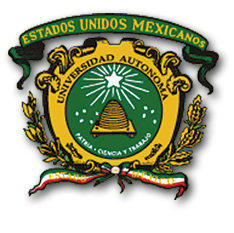 ESTADOS UNIDOS MEXICANOS
UNIVERSIDAD AUTONOMA
PATRIA · CIENCIA Y TRABAJO